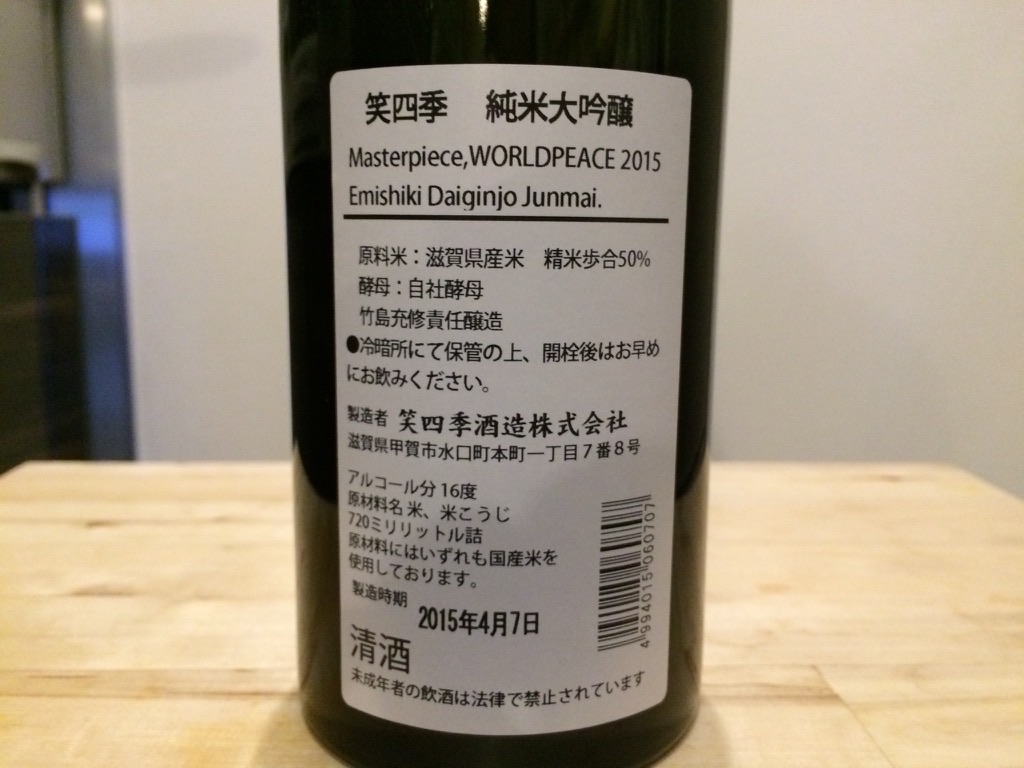 笑四季　純米大吟醸
Masterpiece,WORLDPEACE 2015
Emishiki Daiginjo Junmai.
原料米：滋賀県産米　精米歩合50%
酵母：自社酵母
竹島充修責任醸造
●冷暗所にて保管の上、開栓後はお早め
にお飲みください。
製造者 笑四季酒造株式会社
滋賀県甲賀市水口町本町一丁目７番８号
アルコール分 16度
原材料名 米、米こうじ
720ミリリットル詰
原材料にはいずれも国産米を
使用しております。
製造時期
2015年4月7日
清酒
未成年者の飲酒は法律で禁止されています
4 994015 060707